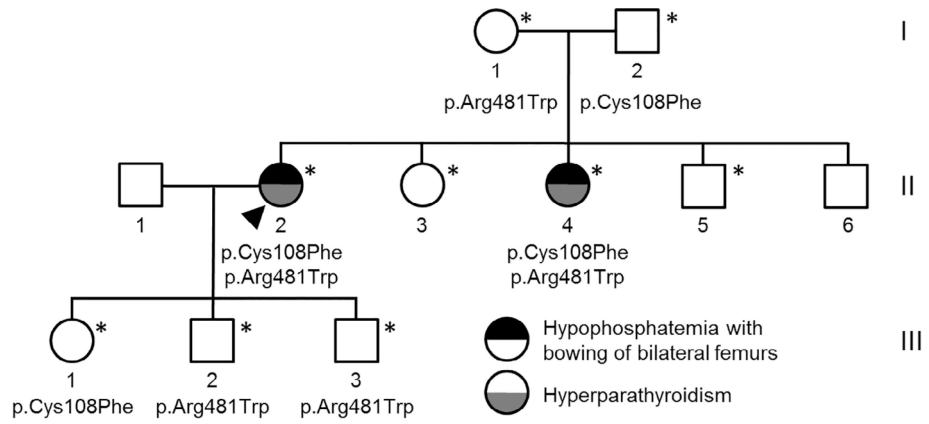 * * I
1 2
p.Arg481Trp p.Cys108Phe
* * * * II
1 2 3 4 5 6
p.Cys108Phe p.Cys108Phe
p.Arg481Trp p.Arg481Trp
* * * III
1 2 3
p.Cys108Phe p.Arg481Trp p.Arg481Trp
Hypophosphatemia with
bowing of bilateral femurs
Hyperparathyroidism